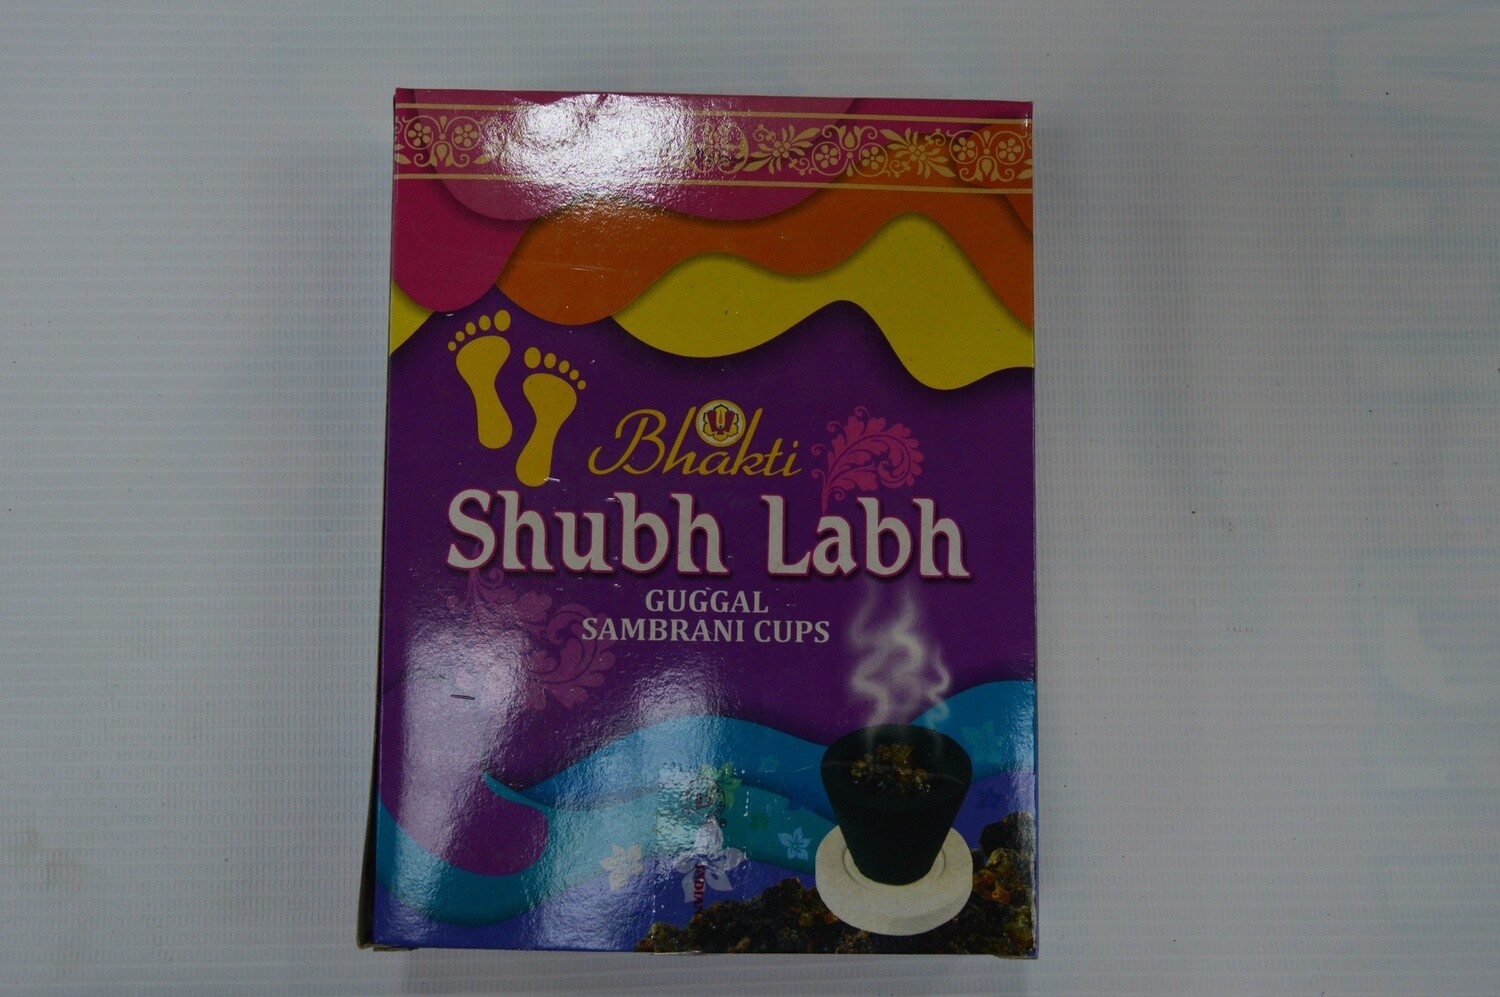 Bhakti
Shubh Labh
GUGGAL
SAMBRANI CUPS